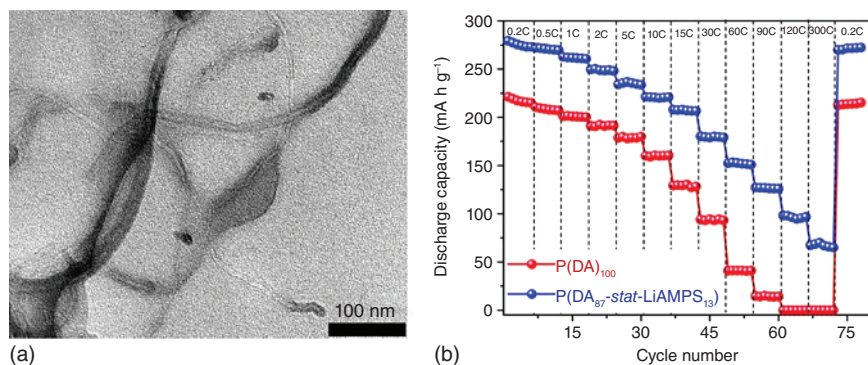 100 nm
(a)
Discharge capacity (mA h g⁻¹)
300
250
200
150
100
50
0
0.2C 0.5C 1C 2C 5C 10C 15C 30C 60C 90C 120C 300C 0.2C
P(DA)₁₀₀
P(DA₈₇-stat-LiAMPS₁₃)
15 30 45 60 75
Cycle number
(b)